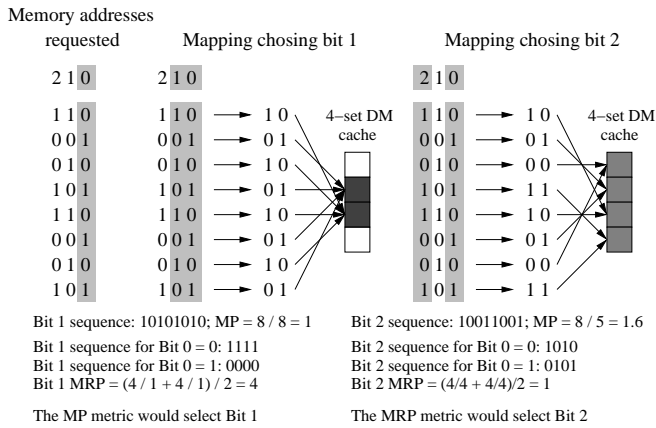 Memory addresses
requested
Mapping chosing bit 1
Mapping chosing bit 2
2 1 0
2 1 0
2 1 0
1 1 0
1 1 0
1 0
4−set DM
cache
1 1 0
1 0
4−set DM
cache
0 0 1
0 0 1
0 1
0 0 1
0 1
0 1 0
0 1 0
1 0
0 1 0
0 0
1 0 1
1 0 1
0 1
1 0 1
1 1
1 1 0
1 1 0
1 0
1 1 0
1 0
0 0 1
0 0 1
0 1
0 0 1
0 1
0 1 0
0 1 0
1 0
0 1 0
0 0
1 0 1
1 0 1
0 1
1 0 1
1 1
Bit 1 sequence: 10101010; MP = 8 / 8 = 1
Bit 1 sequence for Bit 0 = 0: 1111
Bit 1 sequence for Bit 0 = 1: 0000
Bit 1 MRP = (4 / 1 + 4 / 1) / 2 = 4
The MP metric would select Bit 1
Bit 2 sequence: 10011001; MP = 8 / 5 = 1.6
Bit 2 sequence for Bit 0 = 0: 1010
Bit 2 sequence for Bit 0 = 1: 0101
Bit 2 MRP = (4/4 + 4/4)/2 = 1
The MRP metric would select Bit 2